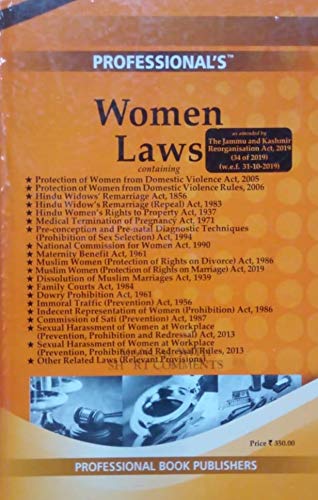 PROFESSIONAL'S™
Women
Laws
as amended by
The Jammu and Kashmir
Reorganisation Act, 2019
(34 of 2019)
(w.e.f. 31-10-2019)
containing
★ Protection of Women from Domestic Violence Act, 2005
★ Protection of Women from Domestic Violence Rules, 2006
★ Hindu Widows' Remarriage Act, 1856
★ Hindu Widow's Remarriage (Repeal) Act, 1983
★ Hindu Women's Rights to Property Act, 1937
★ Medical Termination of Pregnancy Act, 1971
★ Pre-conception and Pre-natal Diagnostic Techniques
(Prohibition of Sex Selection) Act, 1994
★ National Commission for Women Act, 1990
★ Maternity Benefit Act, 1961
★ Muslim Women (Protection of Rights on Divorce) Act, 1986
★ Muslim Women (Protection of Rights on Marriage) Act, 2019
★ Dissolution of Muslim Marriages Act, 1939
★ Family Courts Act, 1984
★ Dowry Prohibition Act, 1961
★ Immoral Traffic (Prevention) Act, 1956
★ Indecent Representation of Women (Prohibition) Act, 1986
★ Commission of Sati (Prevention) Act, 1987
★ Sexual Harassment of Women at Workplace
(Prevention, Prohibition and Redressal) Act, 2013
★ Sexual Harassment of Women at Workplace
(Prevention, Prohibition and Redressal) Rules, 2013
★ Other Related Laws (Relevant Provisions)
SHORT COMMENTS
Price ₹ 350.00
PROFESSIONAL BOOK PUBLISHERS